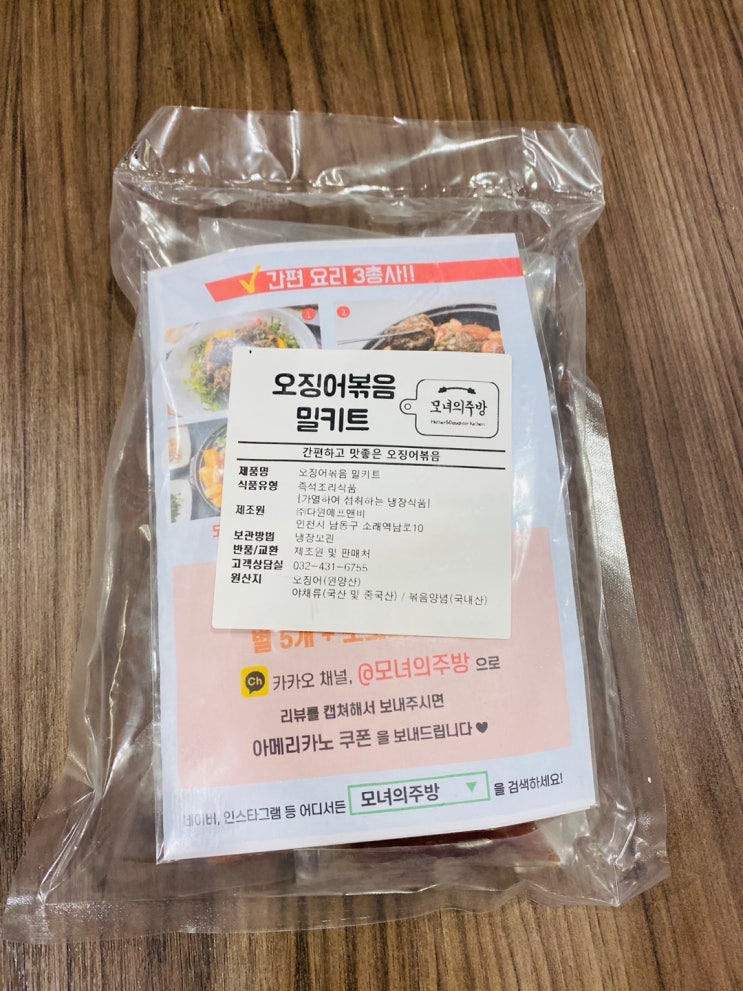 간편 요리 3총사!!
1
2
오징어볶음
밀키트
모녀의주방
Mother&Daughter Kitchen
간편하고 맛좋은 오징어볶음
제품명 오징어볶음 밀키트
식품유형 즉석조리식품
[가열하여 섭취하는 냉장식품]
제조원 ㈜다원에프앤비
인천시 남동구 소래역남로10
보관방법 냉장보관
반품/교환 제조원 및 판매처
고객상담실 032-431-6755
원산지 오징어(원양산)
야채류(국산 및 중국산) / 볶음양념(국내산)
별 5개 +
Ch 카카오 채널, @모녀의주방 으로
리뷰를 캡쳐해서 보내주시면
아메리카노 쿠폰 을 보내드립니다 ♥
네이버, 인스타그램 등 어디서든 모녀의주방 ▼ 을 검색하세요!